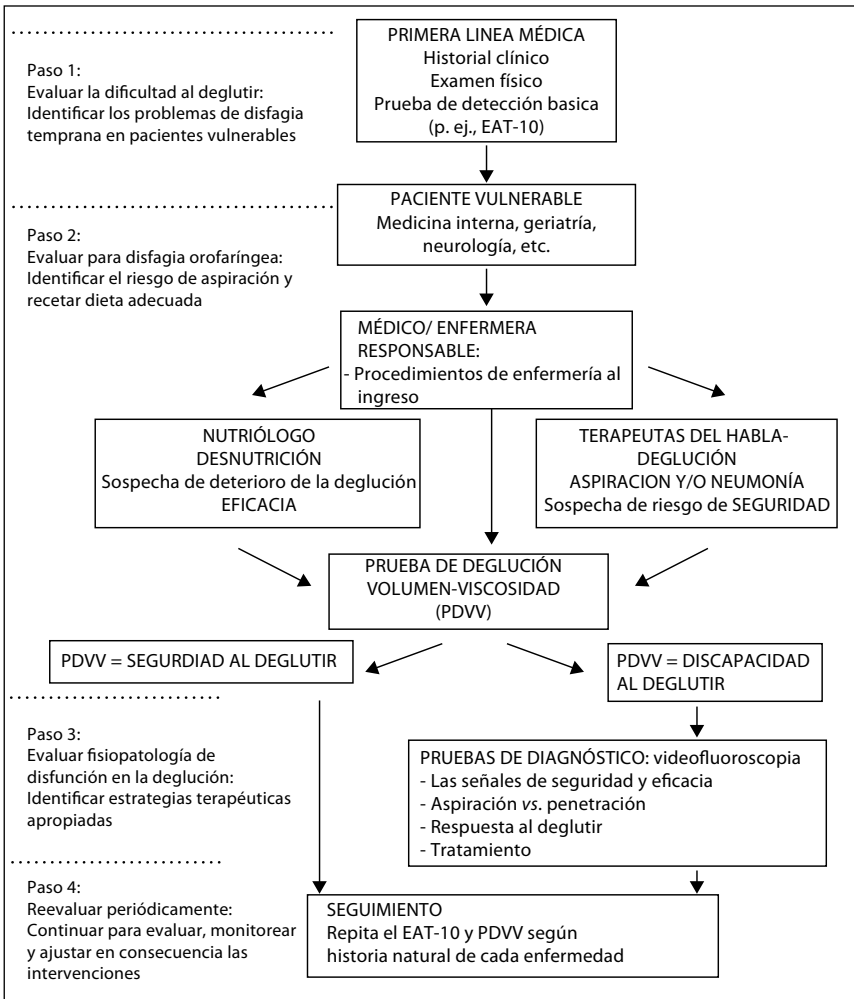 PRIMERA LINEA MÉDICA
Historial clínico
Examen físico
Prueba de detección basica
(p. ej., EAT-10)
Paso 1:
Evaluar la dificultad al deglutir:
Identificar los problemas de disfagia
temprana en pacientes vulnerables
PACIENTE VULNERABLE
Medicina interna, geriatría,
neurología, etc.
Paso 2:
Evaluar para disfagia orofaríngea:
Identificar el riesgo de aspiración y
recetar dieta adecuada
MÉDICO/ ENFERMERA
RESPONSABLE:
- Procedimientos de enfermería al
ingreso
NUTRIÓLOGO
DESNUTRICIÓN
Sospecha de deterioro de la deglución
EFICACIA
TERAPEUTAS DEL HABLA-
DEGLUCIÓN
ASPIRACION Y/O NEUMONÍA
Sospecha de riesgo de SEGURIDAD
PRUEBA DE DEGLUCIÓN
VOLUMEN-VISCOSIDAD
(PDVV)
PDVV = SEGURDIAD AL DEGLUTIR
PDVV = DISCAPACIDAD
AL DEGLUTIR
Paso 3:
Evaluar fisiopatología de
disfunción en la deglución:
Identificar estrategias terapéuticas
apropiadas
PRUEBAS DE DIAGNÓSTICO: videofluoroscopia
- Las señales de seguridad y eficacia
- Aspiración vs. penetración
- Respuesta al deglutir
- Tratamiento
Paso 4:
Reevaluar periódicamente:
Continuar para evaluar, monitorear
y ajustar en consecuencia las
intervenciones
SEGUIMIENTO
Repita el EAT-10 y PDVV según
historia natural de cada enfermedad